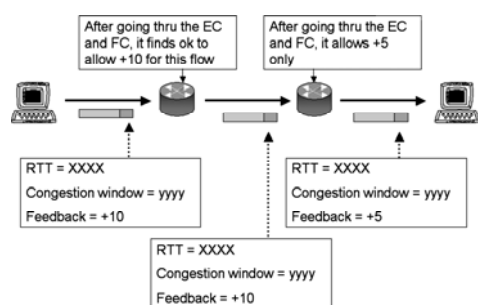 After going thru the EC
and FC, it finds ok to
allow +10 for this flow
After going thru the EC
and FC, it allows +5
only
RTT = XXXX
Congestion window = yyyy
Feedback = +10
RTT = XXXX
Congestion window = yyyy
Feedback = +5
RTT = XXXX
Congestion window = yyyy
Feedback = +10